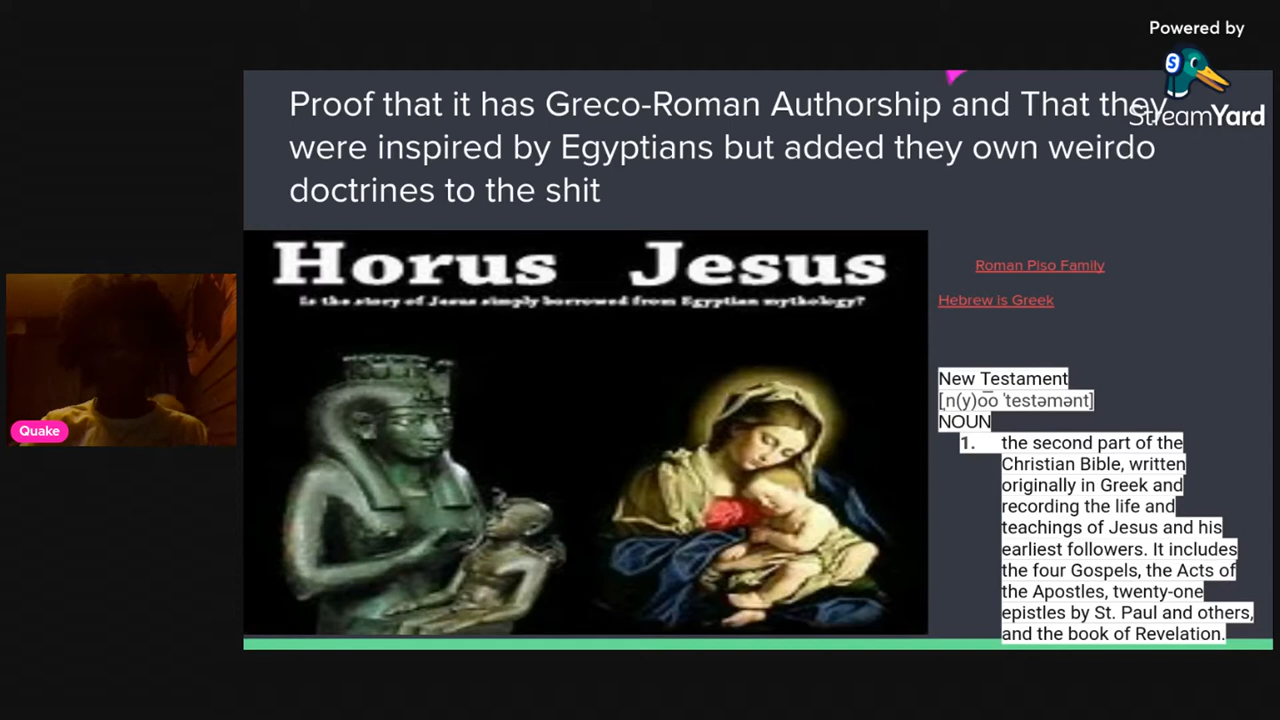 Powered by
StreamYard
Proof that it has Greco-Roman Authorship and That they
were inspired by Egyptians but added they own weirdo
doctrines to the shit
Horus Jesus
Is the story of Jesus simply borrowed from Egyptian mythology?
Roman Piso Family
Hebrew is Greek
New Testament
[ˌn(y)o͞o ˈtestəmənt]
NOUN
1. the second part of the
Christian Bible, written
originally in Greek and
recording the life and
teachings of Jesus and his
earliest followers. It includes
the four Gospels, the Acts of
the Apostles, twenty-one
epistles by St. Paul and others,
and the book of Revelation.
Quake